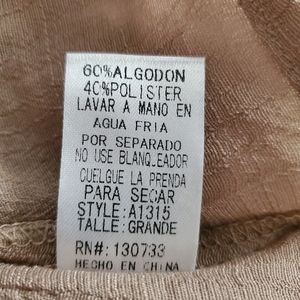 60%ALGODON
40%POLISTER
LAVAR A MANO EN
AGUA FRIA
POR SEPARADO
NO USE BLANQ.EADOR
CUELGUE LA PRENDA
PARA SECAR
STYLE: A1315
TALLE: GRANDE
RN#: 130733
HECHO EN CHINA